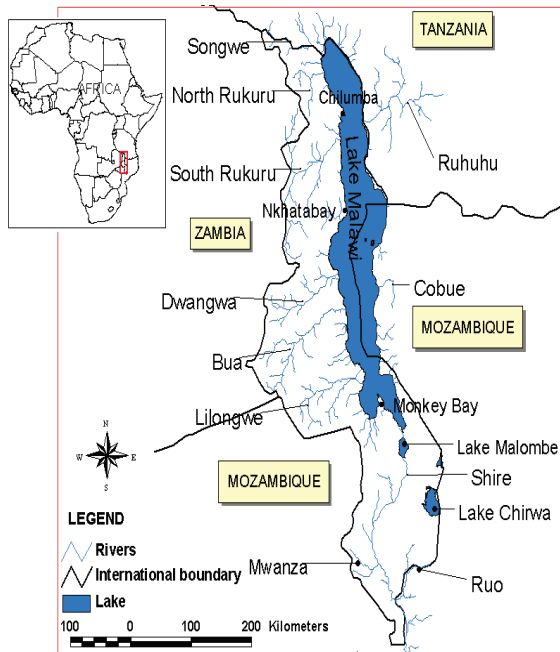 TANZANIA
Songwe
AFRICA
North Rukuru
Chilumba
Ruhuhu
South Rukuru
Lake Malawi
Nkhatabay
ZAMBIA
Cobue
Dwangwa
MOZAMBIQUE
Bua
Monkey Bay
Lilongwe
N
W E
S
Lake Malombe
MOZAMBIQUE
Shire
LEGEND
Lake Chirwa
Rivers
International boundary
Mwanza
Ruo
Lake
100 0 100 200 Kilometers